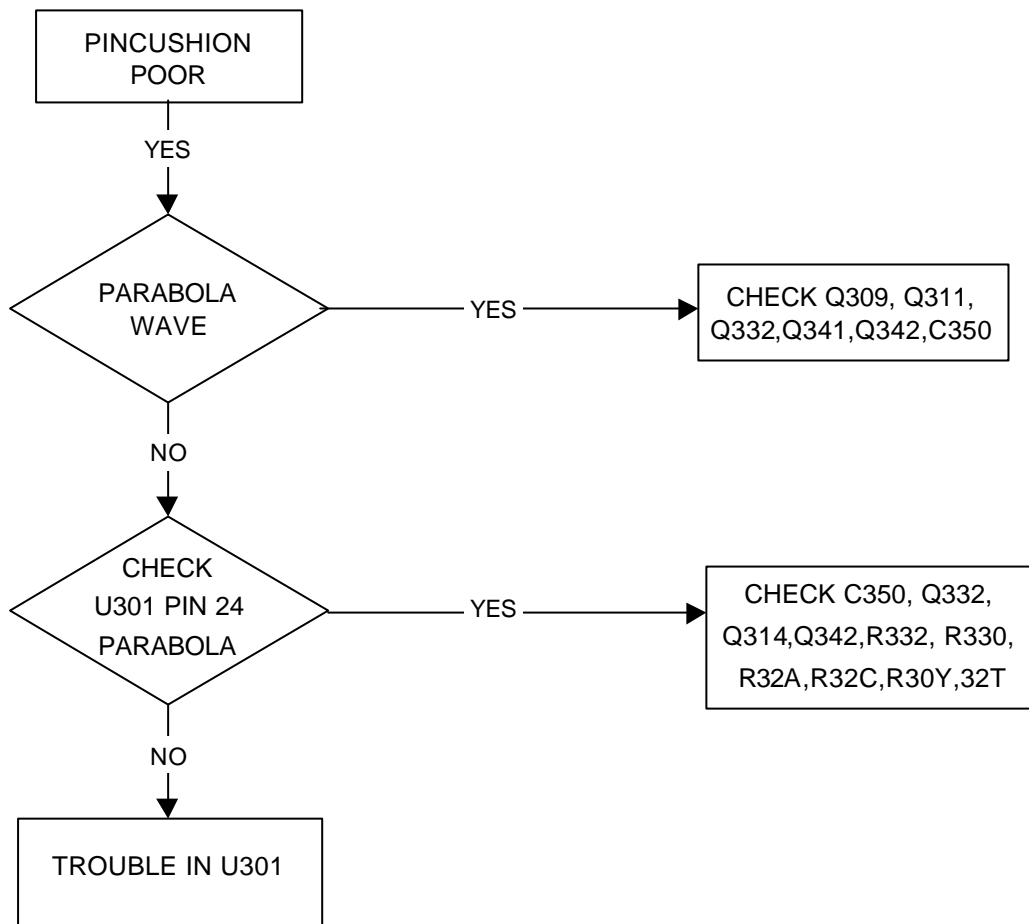 PINCUSHION
POOR
YES
PARABOLA
WAVE
YES
CHECK Q309, Q311,
Q332,Q341,Q342,C350
NO
CHECK
U301 PIN 24
PARABOLA
YES
CHECK C350, Q332,
Q314,Q342,R332, R330,
R32A,R32C,R30Y,32T
NO
TROUBLE IN U301